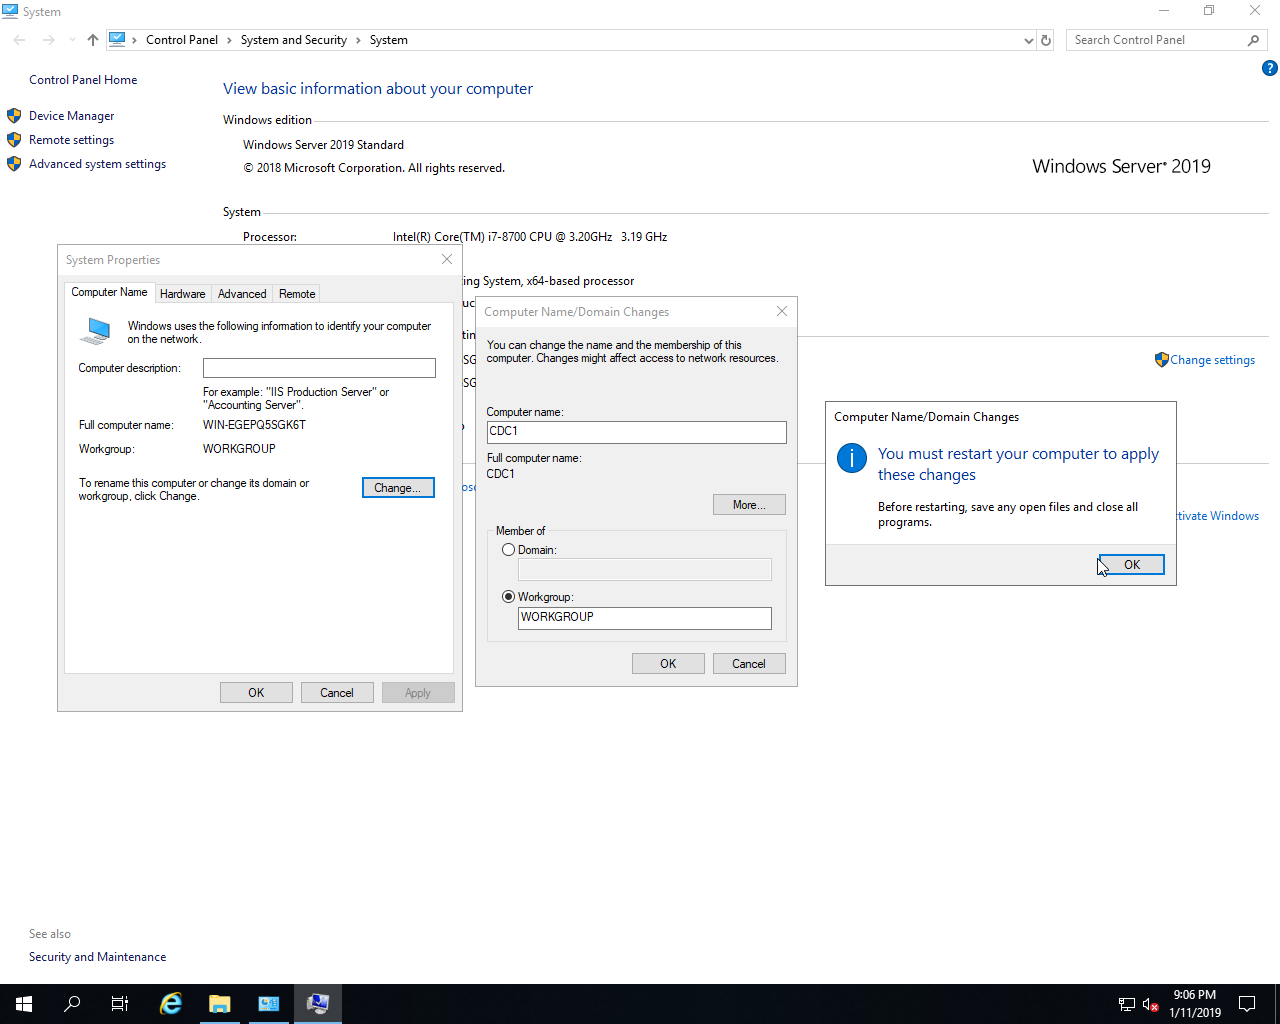 System
Control Panel > System and Security > System
Search Control Panel
Control Panel Home
Device Manager
Remote settings
Advanced system settings
View basic information about your computer
Windows edition
Windows Server 2019 Standard
© 2018 Microsoft Corporation. All rights reserved.
Windows Server® 2019
System
Processor: Intel(R) Core(TM) i7-8700 CPU @ 3.20GHz 3.19 GHz
ing System, x64-based processor
Change settings
tivate Windows
System Properties
Computer Name
Hardware
Advanced
Remote
Windows uses the following information to identify your computer
on the network.
Computer description:
For example: "IIS Production Server" or
"Accounting Server".
Full computer name: WIN-EGEPQ5SGK6T
Workgroup: WORKGROUP
To rename this computer or change its domain or
workgroup, click Change.
Change...
OK
Cancel
Apply
Computer Name/Domain Changes
You can change the name and the membership of this
computer. Changes might affect access to network resources.
Computer name:
CDC1
Full computer name:
CDC1
More...
Member of
Domain:
Workgroup:
WORKGROUP
OK
Cancel
Computer Name/Domain Changes
You must restart your computer to apply
these changes
Before restarting, save any open files and close all
programs.
OK
See also
Security and Maintenance
9:06 PM
1/11/2019